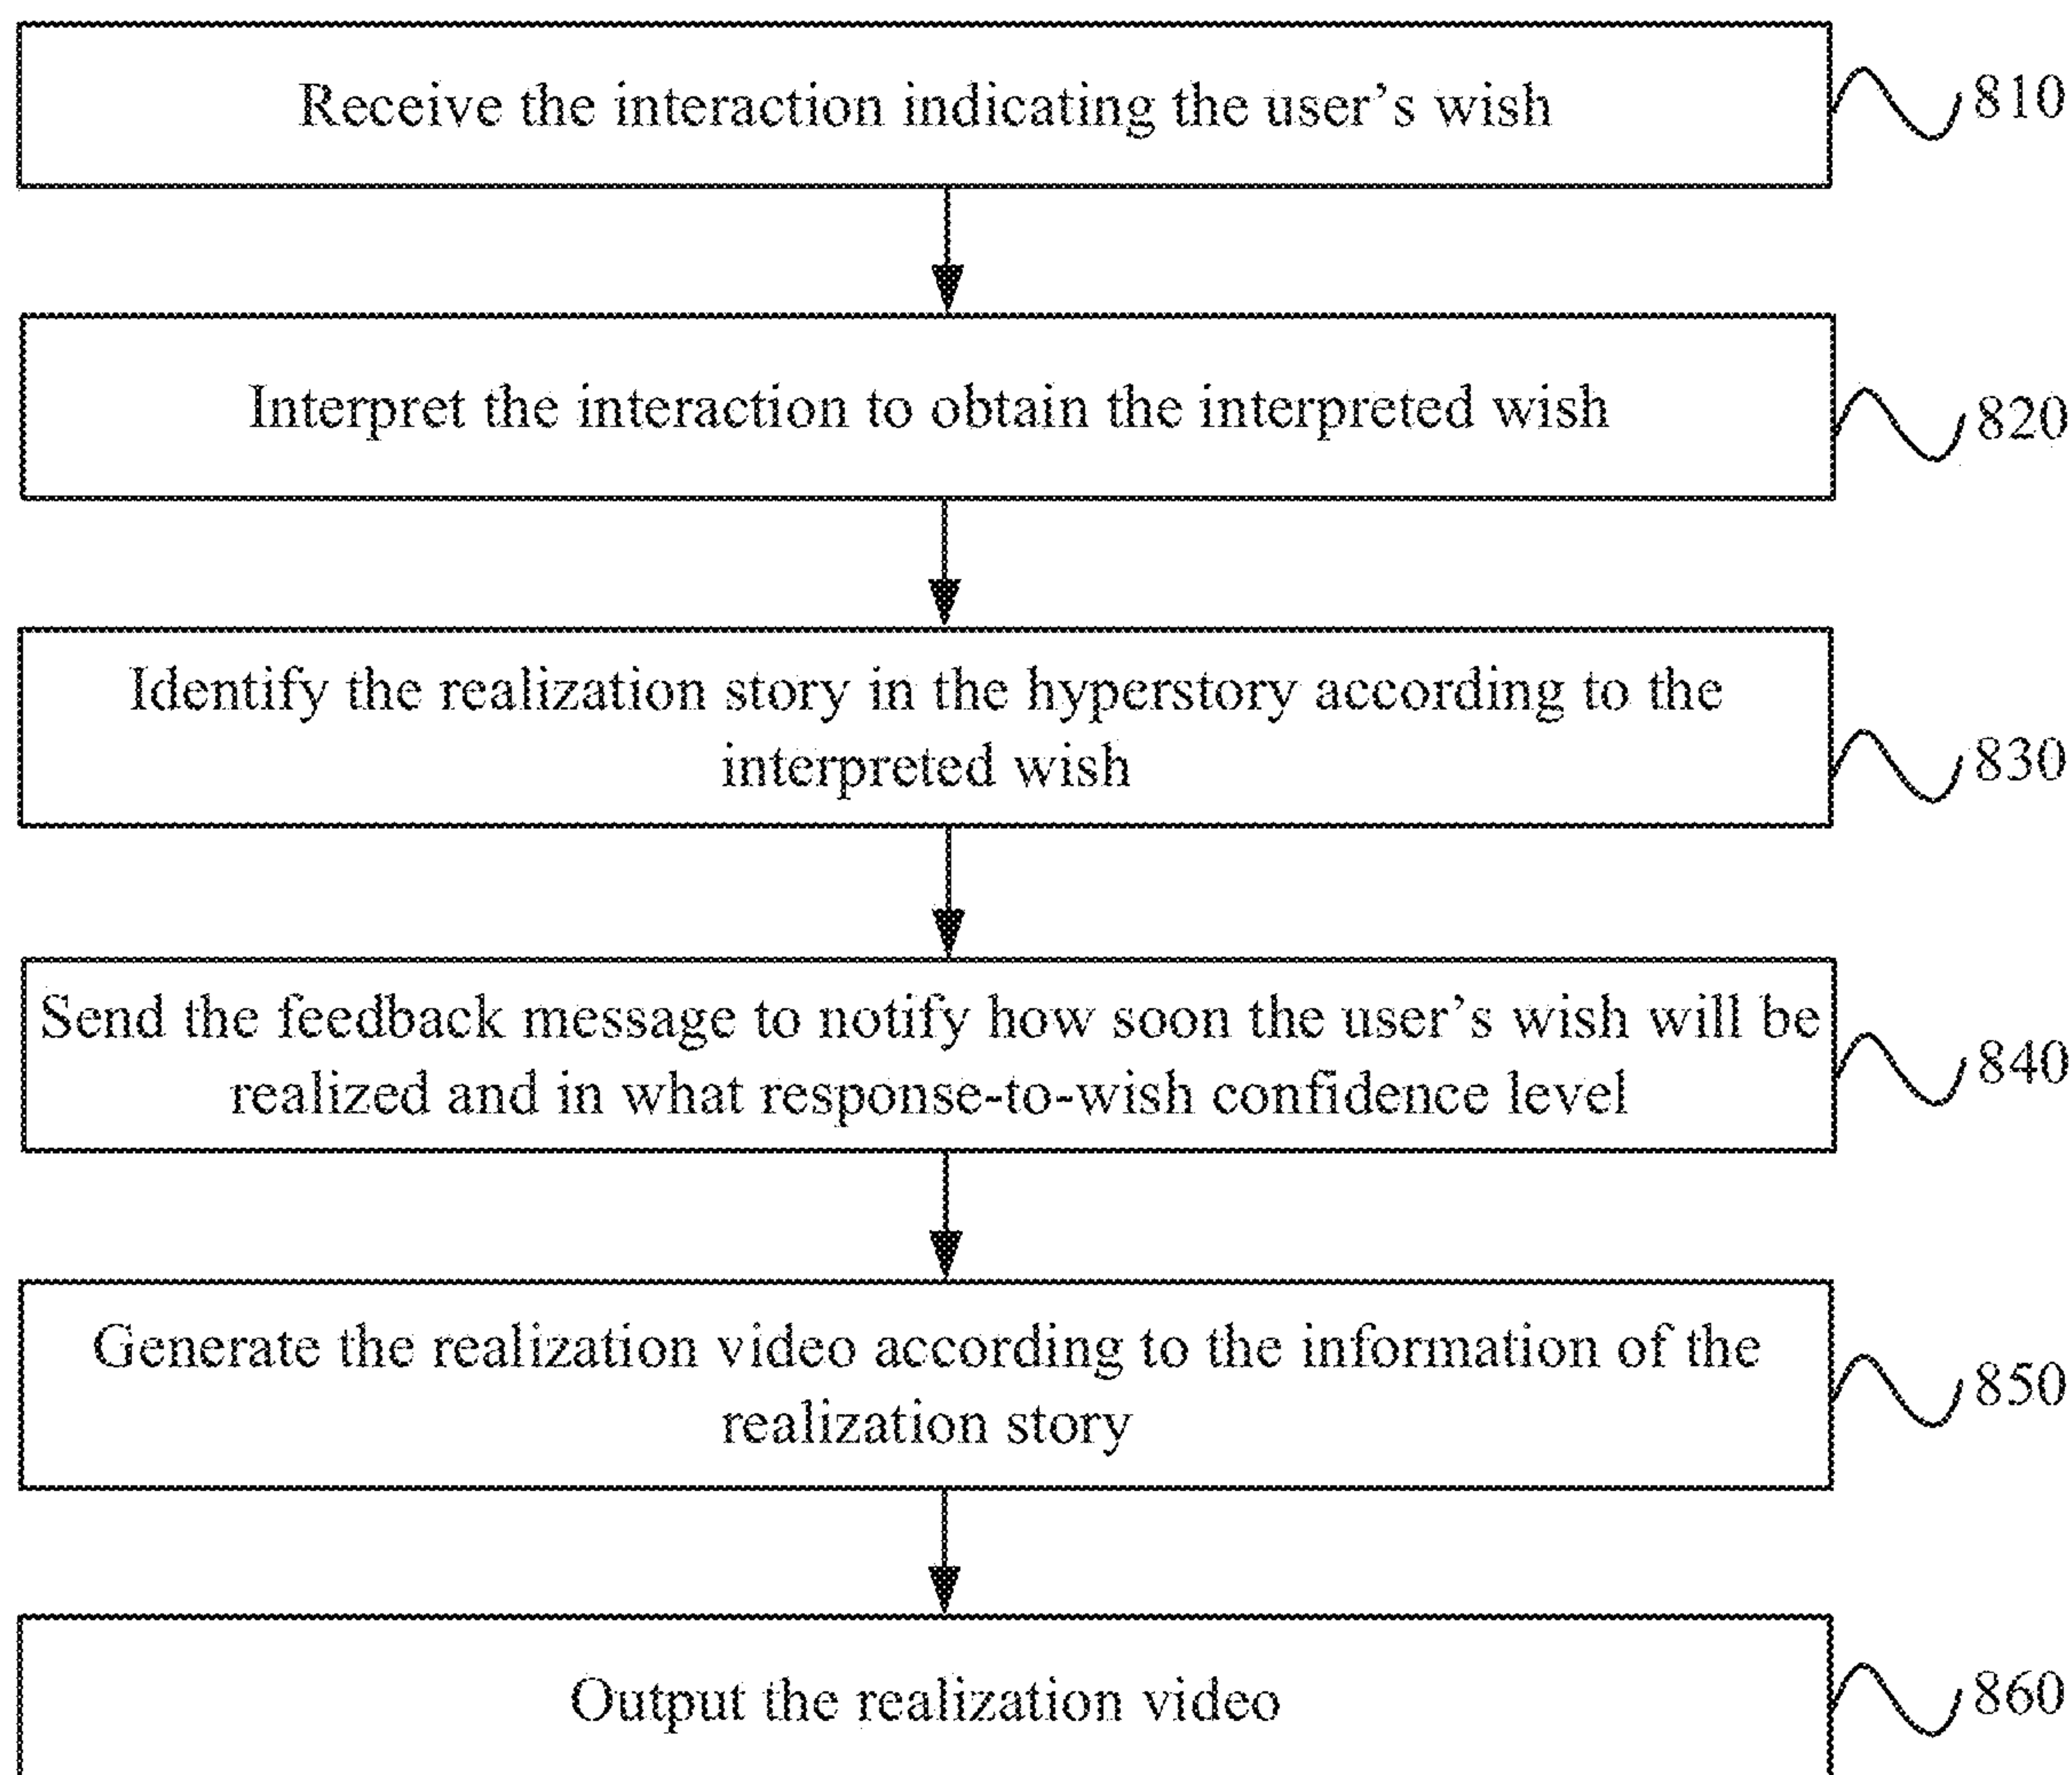 Receive the interaction indicating the user's wish
810
Interpret the interaction to obtain the interpreted wish
820
Identify the realization story in the hyperstory according to the
interpreted wish
830
Send the feedback message to notify how soon the user's wish will be
realized and in what response-to-wish confidence level
840
Generate the realization video according to the information of the
realization story
850
Output the realization video
860